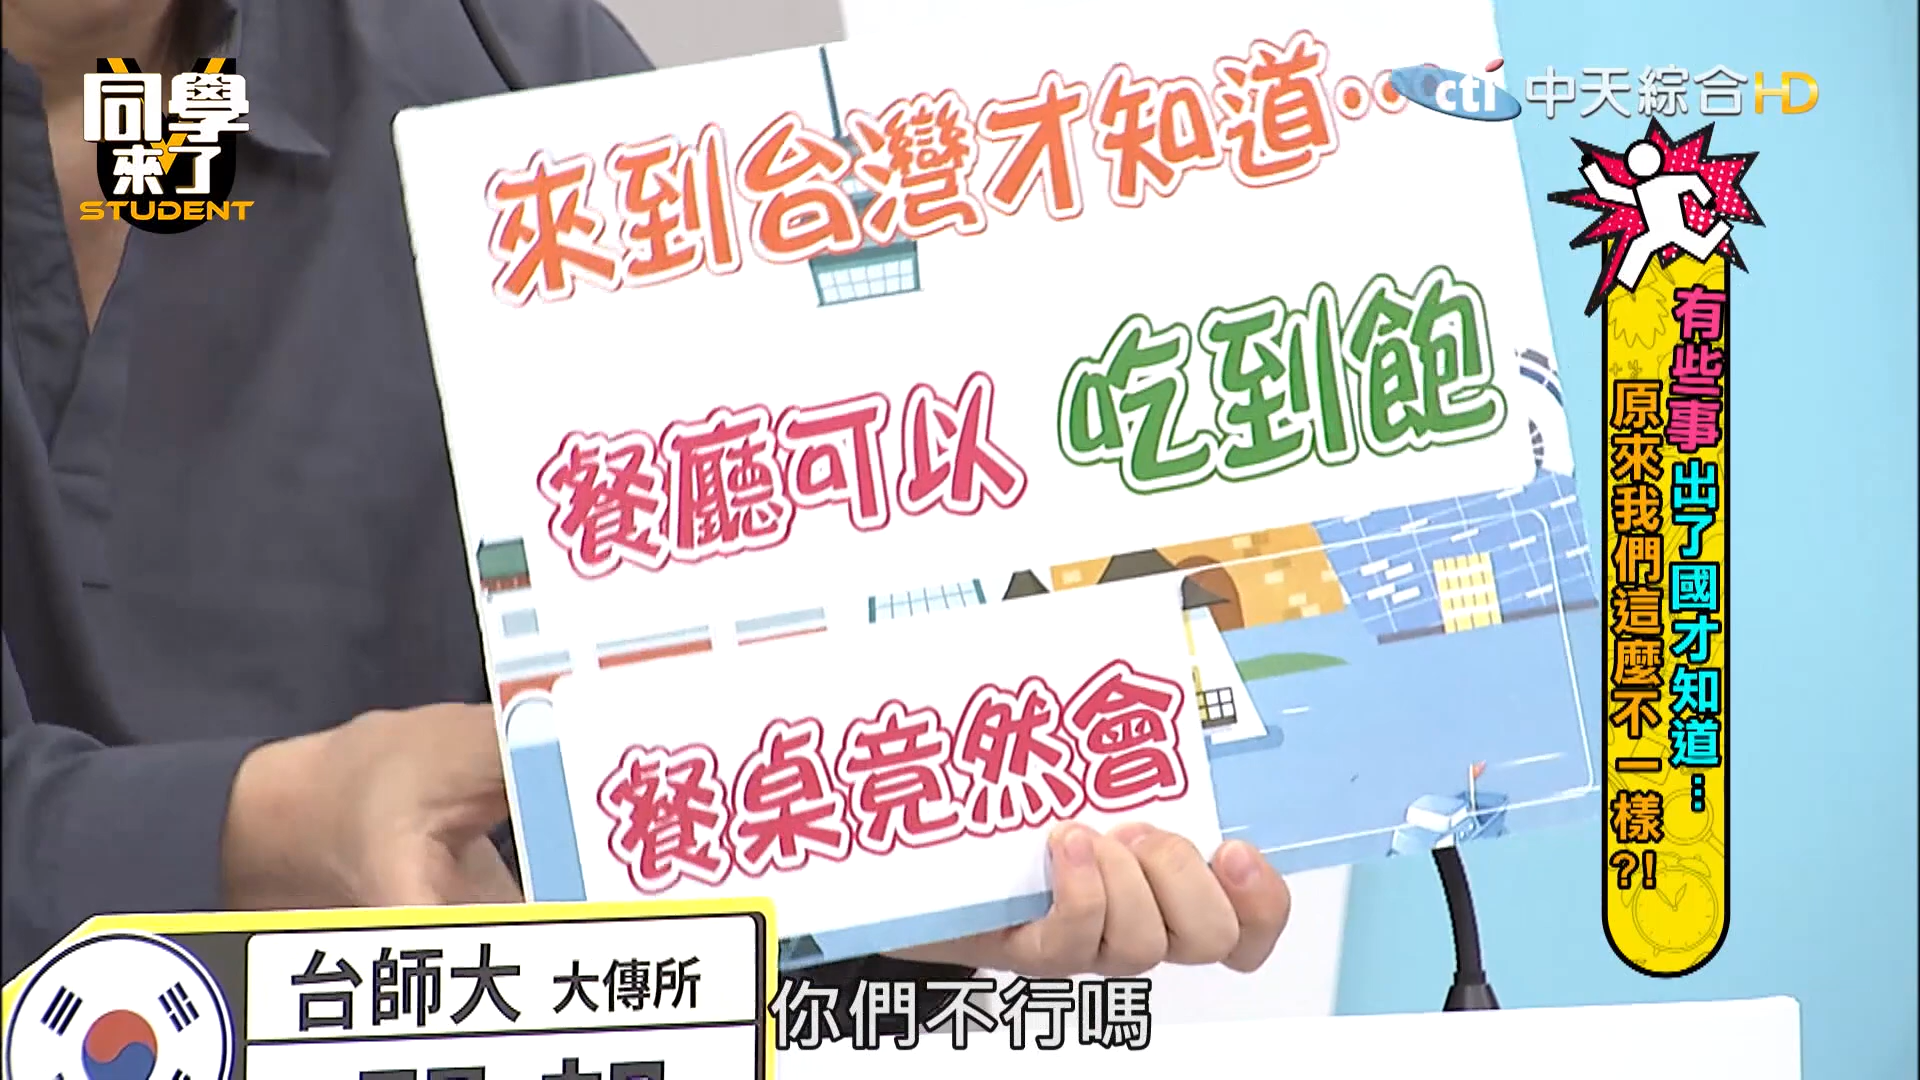 同學
來了
STUDENT
cti 中天綜合HD
來到台灣才知道‥
餐廳可以 吃到飽
餐桌竟然會
有些事出了國才知道…
原來我們這麼不一樣?!
台師大 大傳所
你們不行嗎